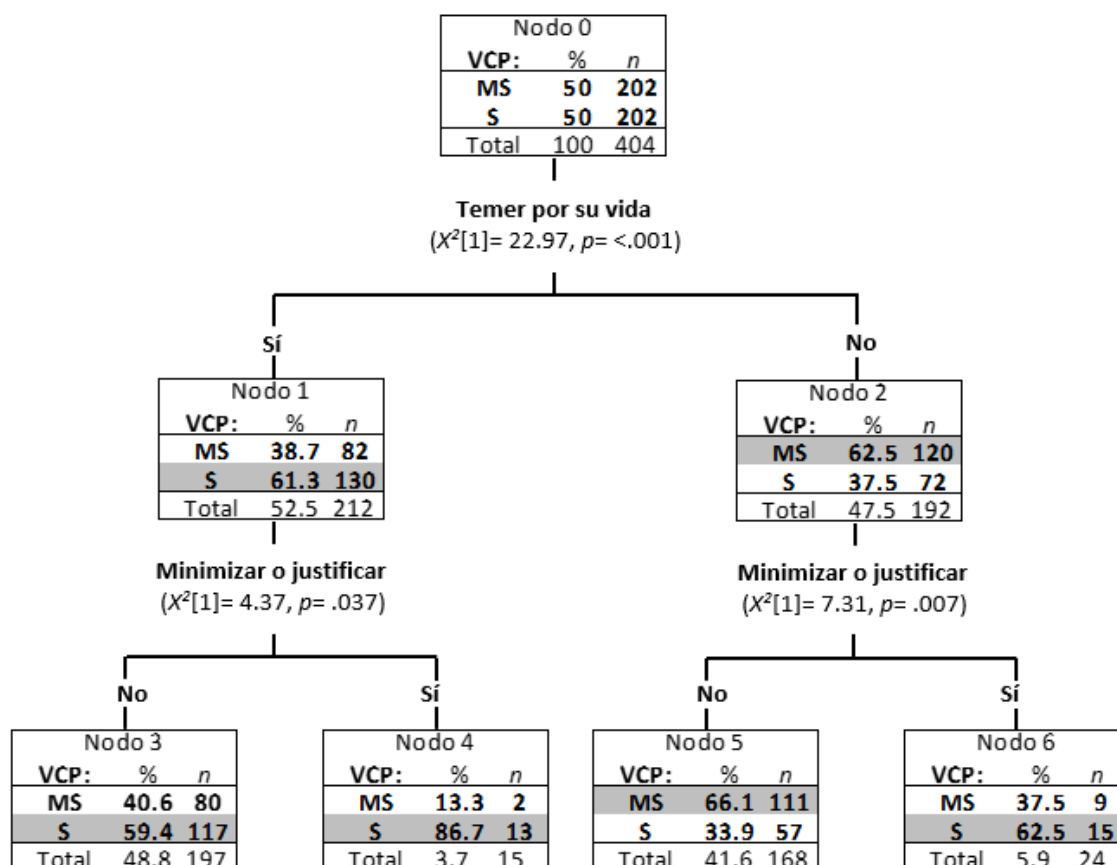 Nodo 0
VCP: % n
MS 50 202
S 50 202
Total 100 404
Temer por su vida
(X²[1]= 22.97, p= <.001)
Sí
No
Nodo 1
VCP: % n
MS 38.7 82
S 61.3 130
Total 52.5 212
Nodo 2
VCP: % n
MS 62.5 120
S 37.5 72
Total 47.5 192
Minimizar o justificar
(X²[1]= 4.37, p= .037)
Minimizar o justificar
(X²[1]= 7.31, p= .007)
No
Sí
No
Sí
Nodo 3
VCP: % n
MS 40.6 80
S 59.4 117
Total 48.8 197
Nodo 4
VCP: % n
MS 13.3 2
S 86.7 13
Total 3.7 15
Nodo 5
VCP: % n
MS 66.1 111
S 33.9 57
Total 41.6 168
Nodo 6
VCP: % n
MS 37.5 9
S 62.5 15
Total 5.9 24